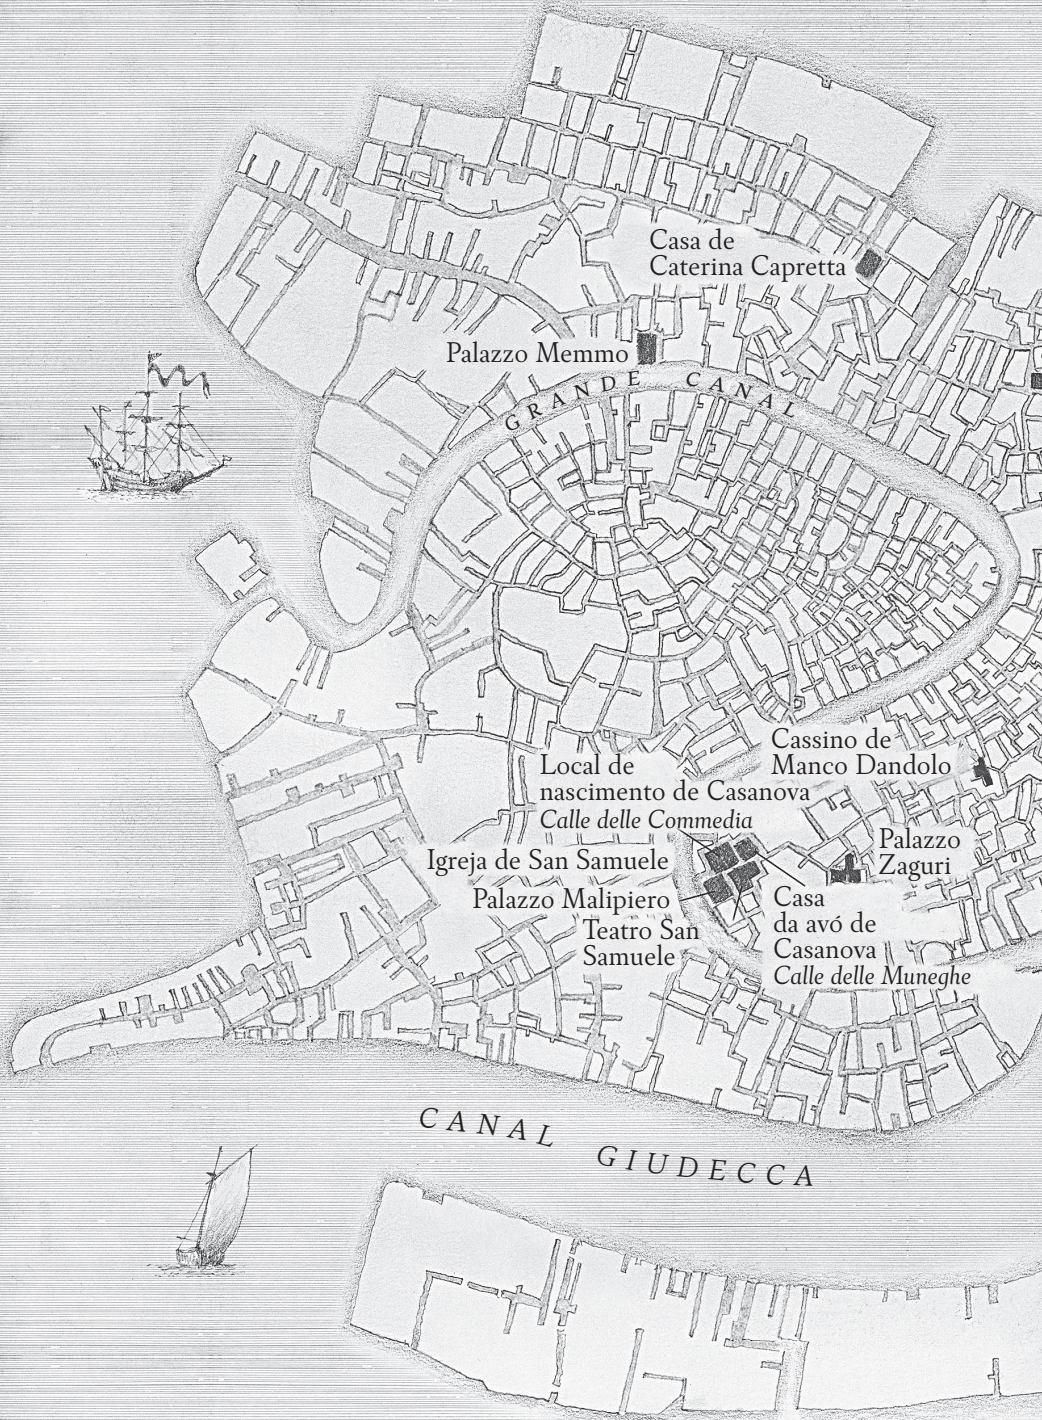 Casa de
Caterina Capretta
Palazzo Memmo
GRANDE CANAL
Cassino de
Manco Dandolo
Local de
nascimento de Casanova
Calle delle Commedia
Palazzo
Zaguri
Igreja de San Samuele
Palazzo Malipiero
Casa
da avó de
Casanova
Calle delle Muneghe
Teatro San
Samuele
CANAL GIUDECCA